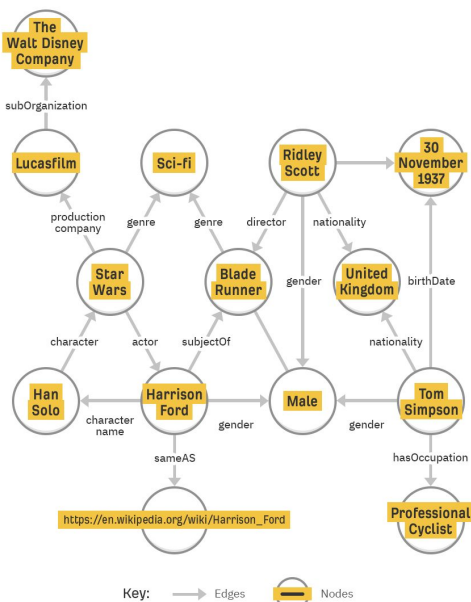 The
Walt Disney
Company
subOrganization
Lucasfilm
Sci-fi
Ridley
Scott
30
November
1937
production
company
genre
genre
director
nationality
Star
Wars
Blade
Runner
gender
United
Kingdom
birthDate
character
actor
subjectOf
nationality
Han
Solo
Harrison
Ford
Male
Tom
Simpson
character
name
gender
gender
sameAS
hasOccupation
https://en.wikipedia.org/wiki/Harrison_Ford
Professional
Cyclist
Key:
Edges
Nodes